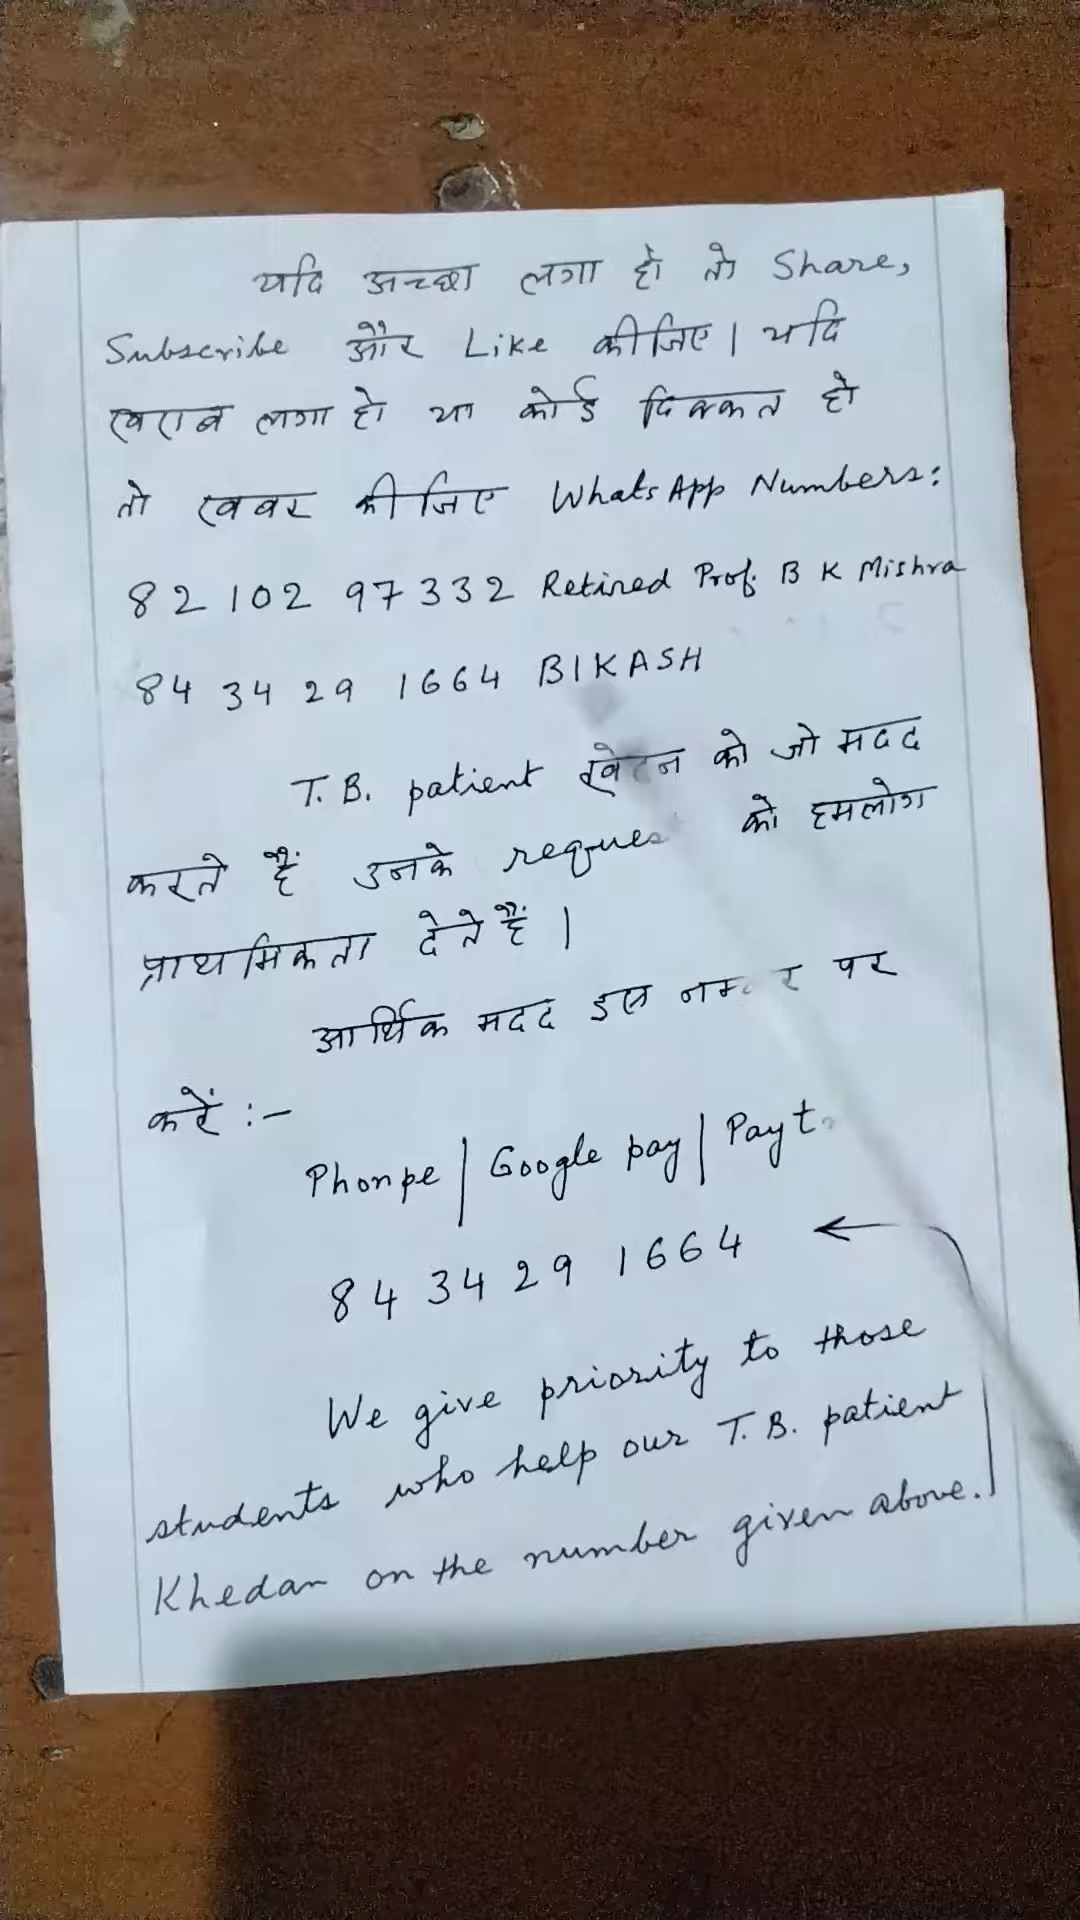 यदि अच्छा लगा हो तो Share,
Subscribe और Like कीजिए। यदि
खराब लगा हो या कोई दिक्कत हो
तो खबर कीजिए WhatsApp Numbers:
82 102 97332 Retired Prof. B K Mishra
84 34 29 1664 BIKASH
T.B. patient को जो मदद
करते हैं उनके को हमलोग
प्राथमिकता देते हैं।
आर्थिक मदद इस पर
करें :-
Phonpe | Google pay |
84 34 29 1664
We give priority to those
students who help our T.B. patient
Khedan on the number given above.